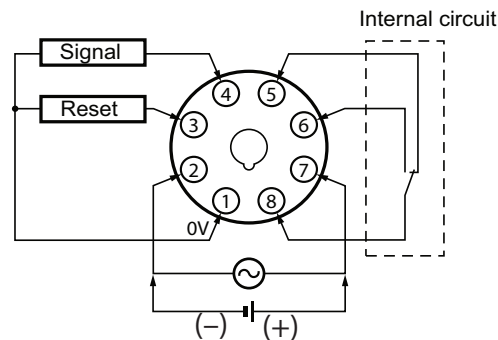 Internal circuit
Signal
Reset
4 5
3 6
2 7
1 8
0V
(−) (+)